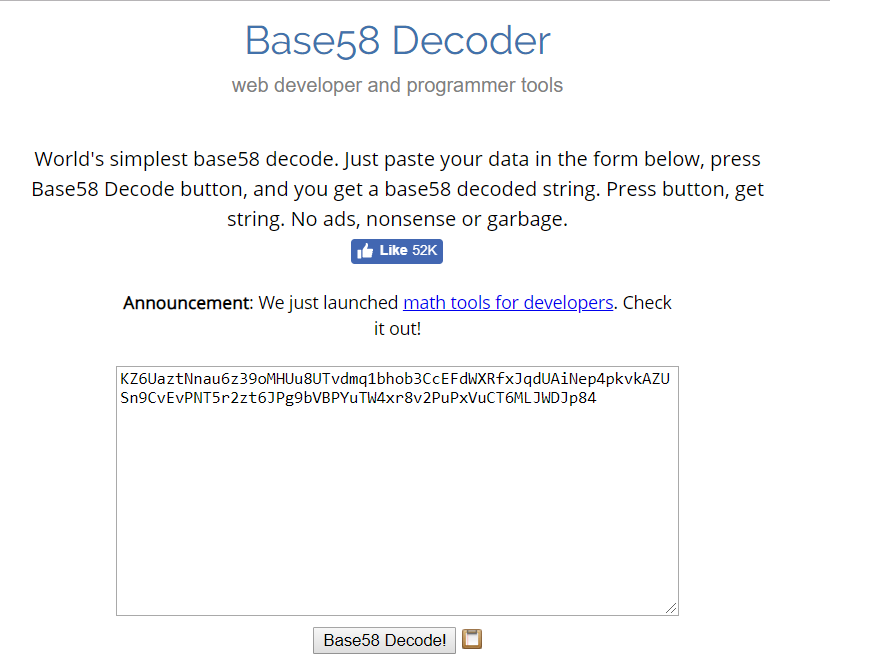 Base58 Decoder
web developer and programmer tools
World's simplest base58 decode. Just paste your data in the form below, press
Base58 Decode button, and you get a base58 decoded string. Press button, get
string. No ads, nonsense or garbage.
Like 52K
Announcement: We just launched math tools for developers. Check
it out!
KZ6UaztNnau6z39oMHUu8UTvdmq1bhob3CcEFdWXRfxJqdUAiNep4pkvkAZU
Sn9CvEvPNT5r2zt6JPg9bVBPYuTW4xr8v2PuPxVuCT6MLJWDJp84
Base58 Decode!